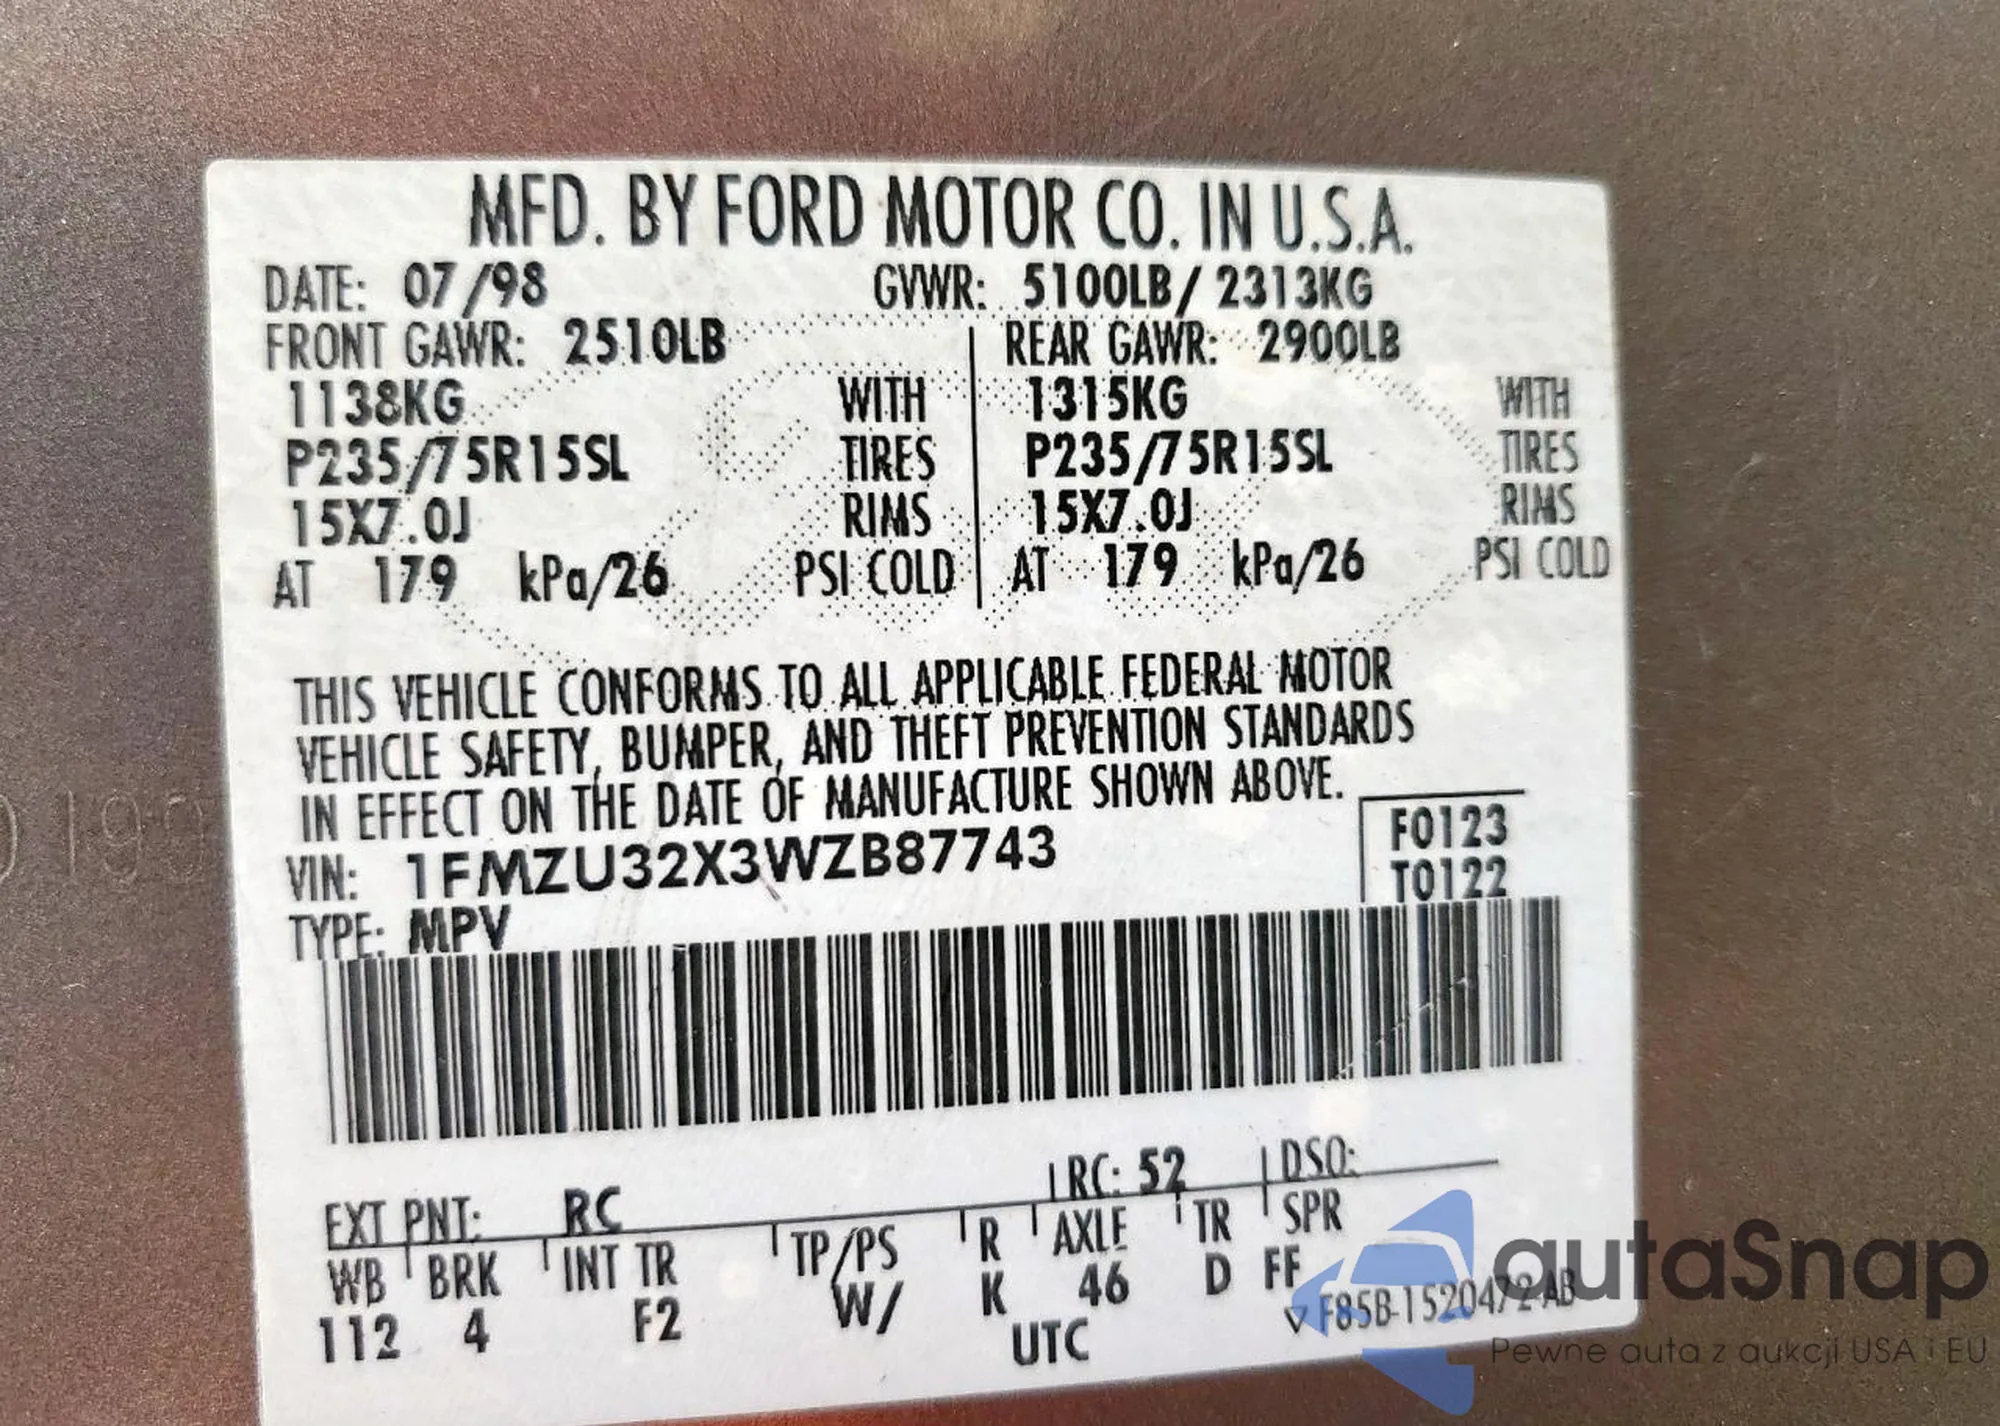 MFD. BY FORD MOTOR CO. IN U.S.A.
DATE: 07/98 GVWR: 5100LB/ 2313KG
FRONT GAWR: 2510LB REAR GAWR: 2900LB
1138KG WITH 1315KG WITH
P235/75R15SL TIRES P235/75R15SL TIRES
15X7.0J RIMS 15X7.0J RIMS
AT 179 kPa/26 PSI COLD AT 179 kPa/26 PSI COLD
THIS VEHICLE CONFORMS TO ALL APPLICABLE FEDERAL MOTOR
VEHICLE SAFETY, BUMPER, AND THEFT PREVENTION STANDARDS
IN EFFECT ON THE DATE OF MANUFACTURE SHOWN ABOVE.
F0123
VIN: 1FMZU32X3WZB87743
T0122
TYPE: MPV
EXT PNT: RC RC: 52 DSO:
WB BRK INT TR TP/PS R AXLE TR SPR
112 4 F2 W/ K 46 D FF
UTC
F85B-1520472-AB
autaSnap
Pewne auta z aukcji USA i EU